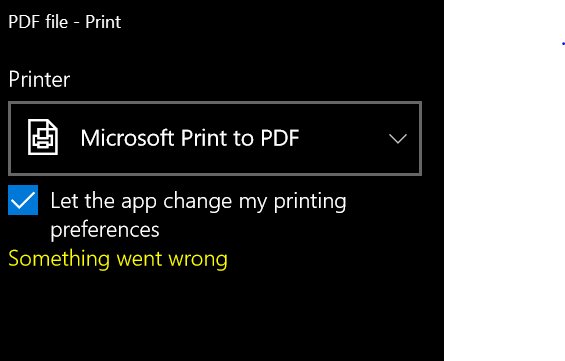 PDF file - Print
Printer
Microsoft Print to PDF
Let the app change my printing
preferences
Something went wrong